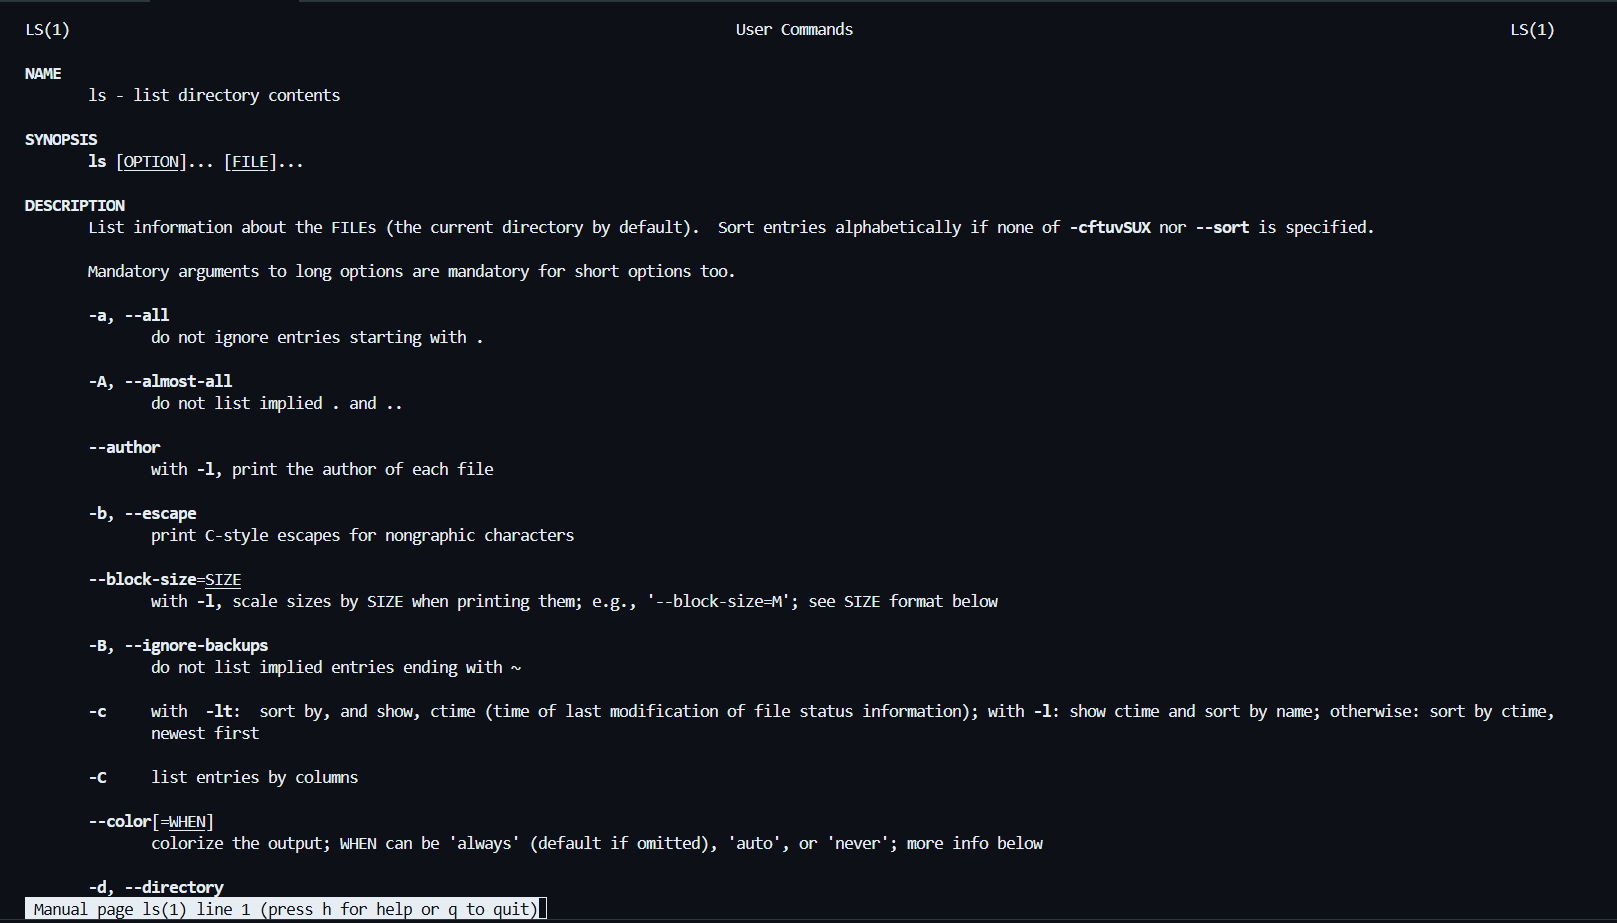 LS(1) User Commands LS(1)
NAME
ls - list directory contents
SYNOPSIS
ls [OPTION]... [FILE]...
DESCRIPTION
List information about the FILEs (the current directory by default).  Sort entries alphabetically if none of -cftuvSUX nor --sort is specified.
Mandatory arguments to long options are mandatory for short options too.
-a, --all
do not ignore entries starting with .
-A, --almost-all
do not list implied . and ..
--author
with -l, print the author of each file
-b, --escape
print C-style escapes for nongraphic characters
--block-size=SIZE
with -l, scale sizes by SIZE when printing them; e.g., '--block-size=M'; see SIZE format below
-B, --ignore-backups
do not list implied entries ending with ~
-c with  -lt:  sort by, and show, ctime (time of last modification of file status information); with -l: show ctime and sort by name; otherwise: sort by ctime,
newest first
-C list entries by columns
--color[=WHEN]
colorize the output; WHEN can be 'always' (default if omitted), 'auto', or 'never'; more info below
-d, --directory
Manual page ls(1) line 1 (press h for help or q to quit)